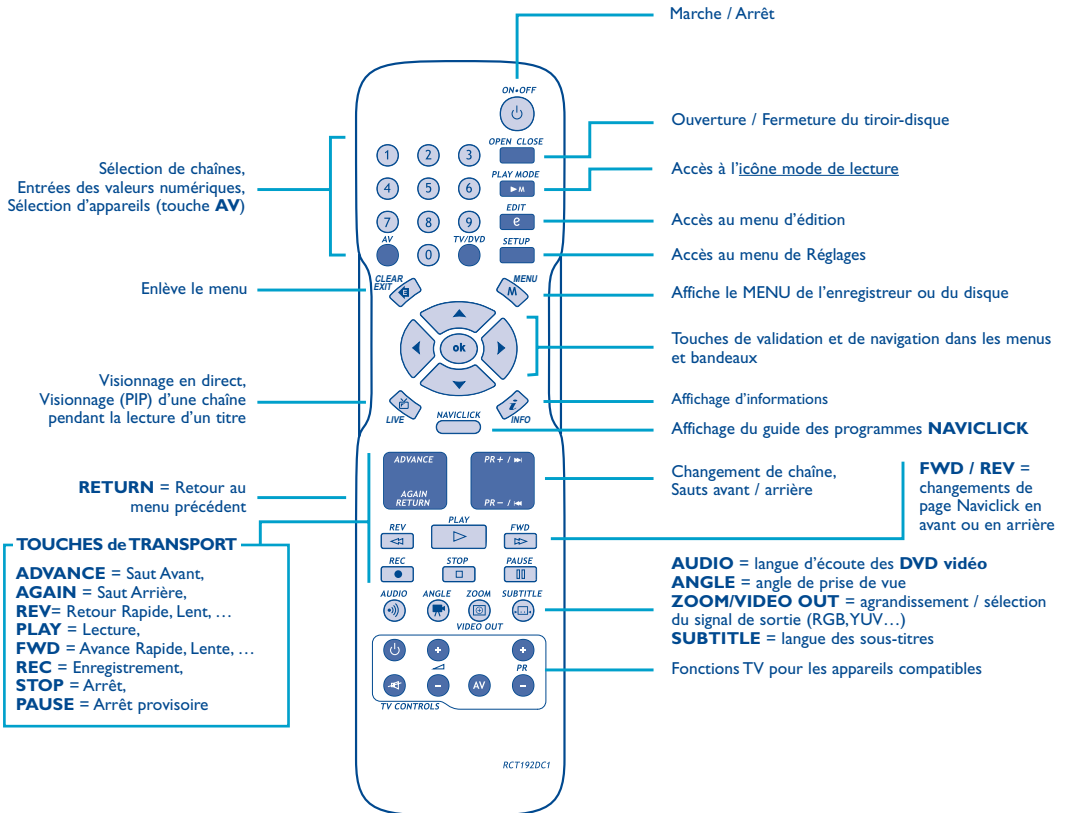 Marche / Arrêt
Ouverture / Fermeture du tiroir-disque
Accès à l'icône mode de lecture
Accès au menu d'édition
Accès au menu de Réglages
Affiche le MENU de l'enregistreur ou du disque
Touches de validation et de navigation dans les menus
et bandeaux
Affichage d'informations
Affichage du guide des programmes NAVICLICK
Changement de chaîne,
Sauts avant / arrière
FWD / REV =
changements de
page Naviclick en
avant ou en arrière
AUDIO = langue d'écoute des DVD vidéo
ANGLE = angle de prise de vue
ZOOM/VIDEO OUT = agrandissement / sélection
du signal de sortie (RGB, YUV…)
SUBTITLE = langue des sous-titres
Fonctions TV pour les appareils compatibles
Sélection de chaînes,
Entrées des valeurs numériques,
Sélection d'appareils (touche AV)
Enlève le menu
Visionnage en direct,
Visionnage (PIP) d'une chaîne
pendant la lecture d'un titre
RETURN = Retour au
menu précédent
TOUCHES de TRANSPORT
ADVANCE = Saut Avant,
AGAIN = Saut Arrière,
REV= Retour Rapide, Lent, …
PLAY = Lecture,
FWD = Avance Rapide, Lente, …
REC = Enregistrement,
STOP = Arrêt,
PAUSE = Arrêt provisoire
ON•OFF
OPEN CLOSE
1 2 3
PLAY MODE
4 5 6 M
EDIT
7 8 9 e
AV TV/DVD SETUP
0
CLEAR
EXIT
E
MENU
M
ok
LIVE
i
INFO
NAVICLICK
ADVANCE
AGAIN
RETURN
PR + /
PR – /
REV PLAY FWD
REC STOP PAUSE
AUDIO ANGLE ZOOM SUBTITLE
VIDEO OUT
+ +
PR
– AV –
TV CONTROLS
RCT192DC1